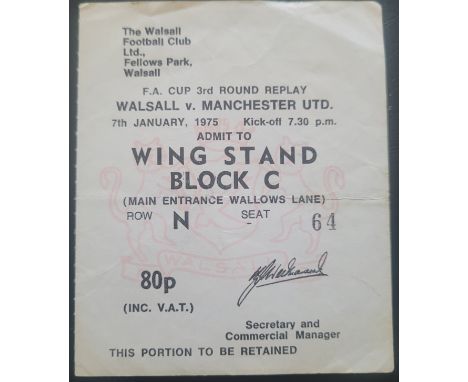 The Walsall
Football Club
Ltd.,
Fellows Park,
Walsall
F.A. CUP 3rd ROUND REPLAY
WALSALL v. MANCHESTER UTD.
7th JANUARY, 1975 Kick-off 7.30 p.m.
ADMIT TO
WING STAND
BLOCK C
(MAIN ENTRANCE WALLOWS LANE)
ROW N SEAT - 64
WALSALL
80p
(INC. V.A.T.)
Secretary and
Commercial Manager
THIS PORTION TO BE RETAINED